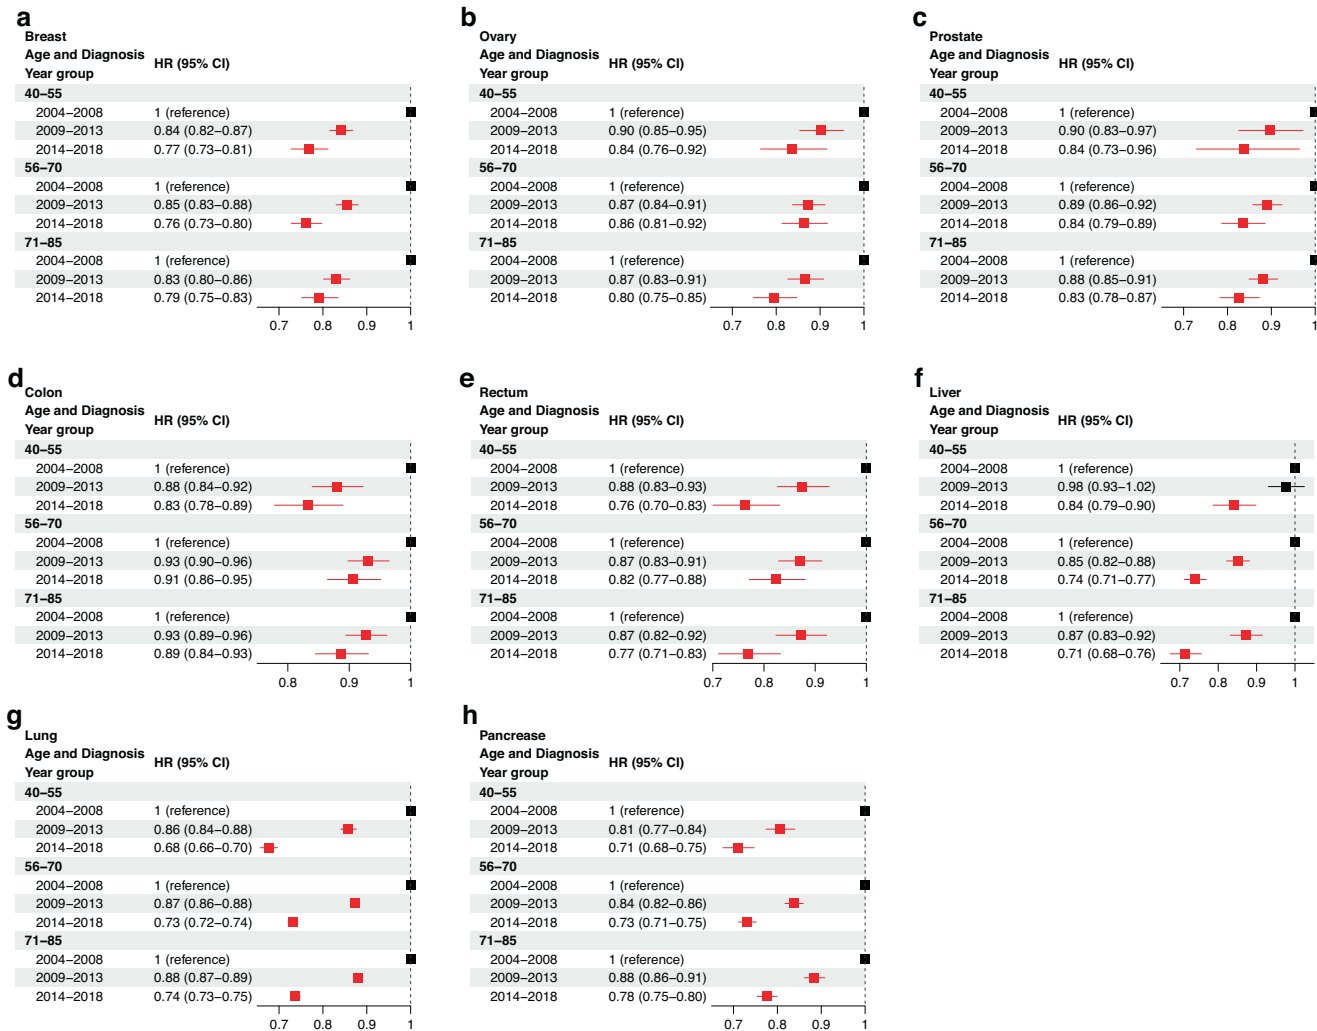 a
Breast
Age and Diagnosis
Year group
HR (95% CI)
40–55
2004–2008 1 (reference)
2009–2013 0.84 (0.82–0.87)
2014–2018 0.77 (0.73–0.81)
56–70
2004–2008 1 (reference)
2009–2013 0.85 (0.83–0.88)
2014–2018 0.76 (0.73–0.80)
71–85
2004–2008 1 (reference)
2009–2013 0.83 (0.80–0.86)
2014–2018 0.79 (0.75–0.83)
0.7 0.8 0.9 1
b
Ovary
Age and Diagnosis
Year group
HR (95% CI)
40–55
2004–2008 1 (reference)
2009–2013 0.90 (0.85–0.95)
2014–2018 0.84 (0.76–0.92)
56–70
2004–2008 1 (reference)
2009–2013 0.87 (0.84–0.91)
2014–2018 0.86 (0.81–0.92)
71–85
2004–2008 1 (reference)
2009–2013 0.87 (0.83–0.91)
2014–2018 0.80 (0.75–0.85)
0.7 0.8 0.9 1
c
Prostate
Age and Diagnosis
Year group
HR (95% CI)
40–55
2004–2008 1 (reference)
2009–2013 0.90 (0.83–0.97)
2014–2018 0.84 (0.73–0.96)
56–70
2004–2008 1 (reference)
2009–2013 0.89 (0.86–0.92)
2014–2018 0.84 (0.79–0.89)
71–85
2004–2008 1 (reference)
2009–2013 0.88 (0.85–0.91)
2014–2018 0.83 (0.78–0.87)
0.7 0.8 0.9 1
d
Colon
Age and Diagnosis
Year group
HR (95% CI)
40–55
2004–2008 1 (reference)
2009–2013 0.88 (0.84–0.92)
2014–2018 0.83 (0.78–0.89)
56–70
2004–2008 1 (reference)
2009–2013 0.93 (0.90–0.96)
2014–2018 0.91 (0.86–0.95)
71–85
2004–2008 1 (reference)
2009–2013 0.93 (0.89–0.96)
2014–2018 0.89 (0.84–0.93)
0.8 0.9 1
e
Rectum
Age and Diagnosis
Year group
HR (95% CI)
40–55
2004–2008 1 (reference)
2009–2013 0.88 (0.83–0.93)
2014–2018 0.76 (0.70–0.83)
56–70
2004–2008 1 (reference)
2009–2013 0.87 (0.83–0.91)
2014–2018 0.82 (0.77–0.88)
71–85
2004–2008 1 (reference)
2009–2013 0.87 (0.82–0.92)
2014–2018 0.77 (0.71–0.83)
0.7 0.8 0.9 1
f
Liver
Age and Diagnosis
Year group
HR (95% CI)
40–55
2004–2008 1 (reference)
2009–2013 0.98 (0.93–1.02)
2014–2018 0.84 (0.79–0.90)
56–70
2004–2008 1 (reference)
2009–2013 0.85 (0.82–0.88)
2014–2018 0.74 (0.71–0.77)
71–85
2004–2008 1 (reference)
2009–2013 0.87 (0.83–0.92)
2014–2018 0.71 (0.68–0.76)
0.7 0.8 0.9 1
g
Lung
Age and Diagnosis
Year group
HR (95% CI)
40–55
2004–2008 1 (reference)
2009–2013 0.86 (0.84–0.88)
2014–2018 0.68 (0.66–0.70)
56–70
2004–2008 1 (reference)
2009–2013 0.87 (0.86–0.88)
2014–2018 0.73 (0.72–0.74)
71–85
2004–2008 1 (reference)
2009–2013 0.88 (0.87–0.89)
2014–2018 0.74 (0.73–0.75)
0.7 0.8 0.9 1
h
Pancrease
Age and Diagnosis
Year group
HR (95% CI)
40–55
2004–2008 1 (reference)
2009–2013 0.81 (0.77–0.84)
2014–2018 0.71 (0.68–0.75)
56–70
2004–2008 1 (reference)
2009–2013 0.84 (0.82–0.86)
2014–2018 0.73 (0.71–0.75)
71–85
2004–2008 1 (reference)
2009–2013 0.88 (0.86–0.91)
2014–2018 0.78 (0.75–0.80)
0.7 0.8 0.9 1